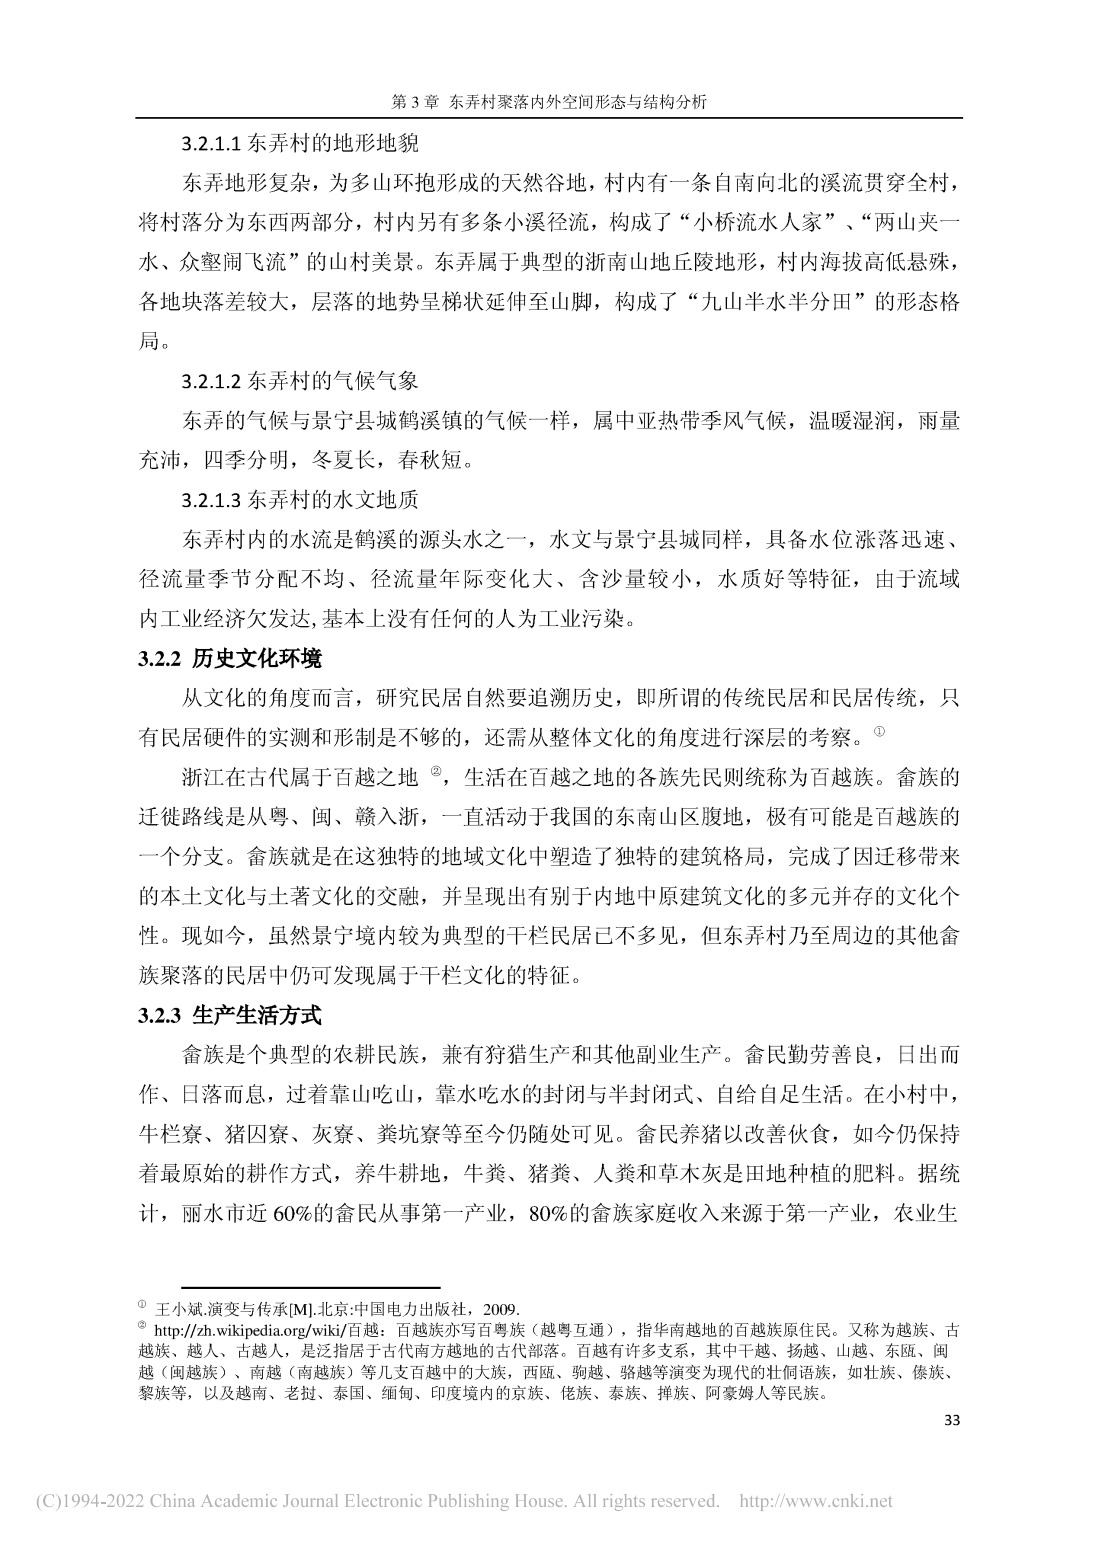 第 3 章 东弄村聚落内外空间形态与结构分析
3.2.1.1 东弄村的地形地貌
东弄地形复杂，为多山环抱形成的天然谷地，村内有一条自南向北的溪流贯穿全村，
将村落分为东西两部分，村内另有多条小溪径流，构成了“小桥流水人家”、“两山夹一
水、众壑闹飞流”的山村美景。东弄属于典型的浙南山地丘陵地形，村内海拔高低悬殊，
各地块落差较大，层落的地势呈梯状延伸至山脚，构成了“九山半水半分田”的形态格
局。
3.2.1.2 东弄村的气候气象
东弄的气候与景宁县城鹤溪镇的气候一样，属中亚热带季风气候，温暖湿润，雨量
充沛，四季分明，冬夏长，春秋短。
3.2.1.3 东弄村的水文地质
东弄村内的水流是鹤溪的源头水之一，水文与景宁县城同样，具备水位涨落迅速、
径流量季节分配不均、径流量年际变化大、含沙量较小，水质好等特征，由于流域
内工业经济欠发达,基本上没有任何的人为工业污染。
3.2.2 历史文化环境
从文化的角度而言，研究民居自然要追溯历史，即所谓的传统民居和民居传统，只
有民居硬件的实测和形制是不够的，还需从整体文化的角度进行深层的考察。①
浙江在古代属于百越之地 ②，生活在百越之地的各族先民则统称为百越族。畲族的
迁徙路线是从粤、闽、赣入浙，一直活动于我国的东南山区腹地，极有可能是百越族的
一个分支。畲族就是在这独特的地域文化中塑造了独特的建筑格局，完成了因迁移带来
的本土文化与土著文化的交融，并呈现出有别于内地中原建筑文化的多元并存的文化个
性。现如今，虽然景宁境内较为典型的干栏民居已不多见，但东弄村乃至周边的其他畲
族聚落的民居中仍可发现属于干栏文化的特征。
3.2.3 生产生活方式
畲族是个典型的农耕民族，兼有狩猎生产和其他副业生产。畲民勤劳善良，日出而
作、日落而息，过着靠山吃山，靠水吃水的封闭与半封闭式、自给自足生活。在小村中，
牛栏寮、猪囚寮、灰寮、粪坑寮等至今仍随处可见。畲民养猪以改善伙食，如今仍保持
着最原始的耕作方式，养牛耕地，牛粪、猪粪、人粪和草木灰是田地种植的肥料。据统
计，丽水市近 60%的畲民从事第一产业，80%的畲族家庭收入来源于第一产业，农业生
① 王小斌.演变与传承[M].北京:中国电力出版社，2009.
② http://zh.wikipedia.org/wiki/百越：百越族亦写百粤族（越粤互通），指华南越地的百越族原住民。又称为越族、古
越族、越人、古越人，是泛指居于古代南方越地的古代部落。百越有许多支系，其中干越、扬越、山越、东瓯、闽
越（闽越族）、南越（南越族）等几支百越中的大族，西瓯、驹越、骆越等演变为现代的壮侗语族，如壮族、傣族、
黎族等，以及越南、老挝、泰国、缅甸、印度境内的京族、佬族、泰族、掸族、阿豪姆人等民族。
33
(C)1994-2022 China Academic Journal Electronic Publishing House. All rights reserved. http://www.cnki.net